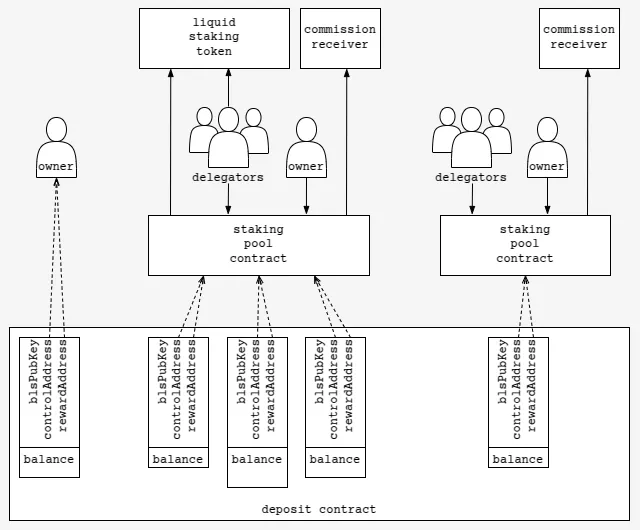 liquid
staking
token
commission
receiver
commission
receiver
owner
delegators
owner
delegators
owner
staking
pool
contract
staking
pool
contract
blsPubKey
controlAddress
rewardAddress
balance
blsPubKey
controlAddress
rewardAddress
balance
blsPubKey
controlAddress
rewardAddress
balance
blsPubKey
controlAddress
rewardAddress
balance
blsPubKey
controlAddress
rewardAddress
balance
deposit contract